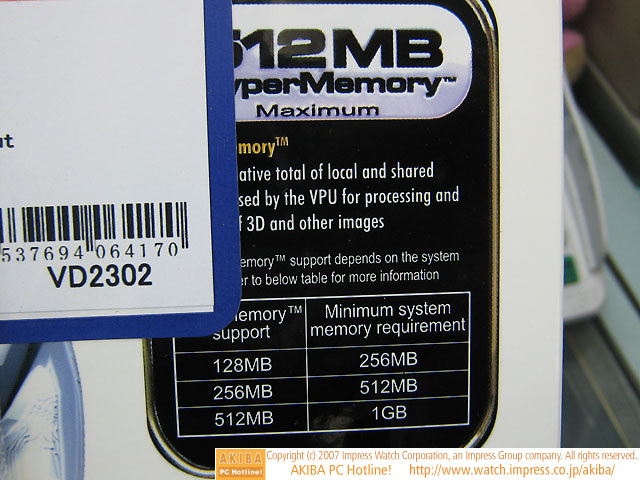 512MB
yperMemory™
Maximum
mory™
ative total of local and shared
sed by the VPU for processing and
f 3D and other images
emory™ support depends on the system
er to below table for more information
emory™ support
Minimum system memory requirement
128MB 256MB
256MB 512MB
512MB 1GB
ut
537694 064170
VD2302
AKIBA
PC Hotline!
Copyright (c) 2007 Impress Watch Corporation, an Impress Group company. All rights reserved.
AKIBA PC Hotline! http://www.watch.impress.co.jp/akiba/